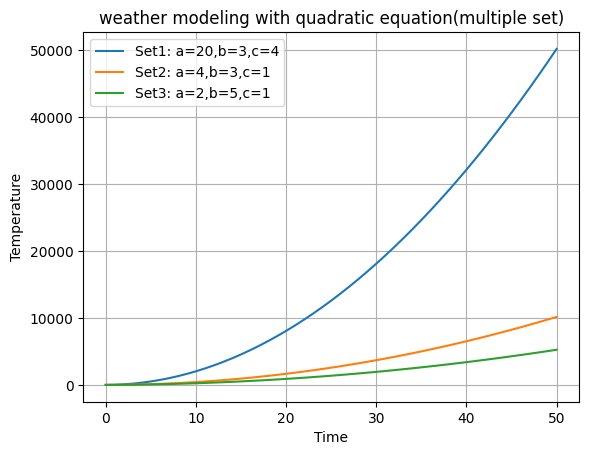 weather modeling with quadratic equation(multiple set)
Set1: a=20,b=3,c=4
Set2: a=4,b=3,c=1
Set3: a=2,b=5,c=1
50000
40000
30000
20000
10000
0
Temperature
0 10 20 30 40 50
Time